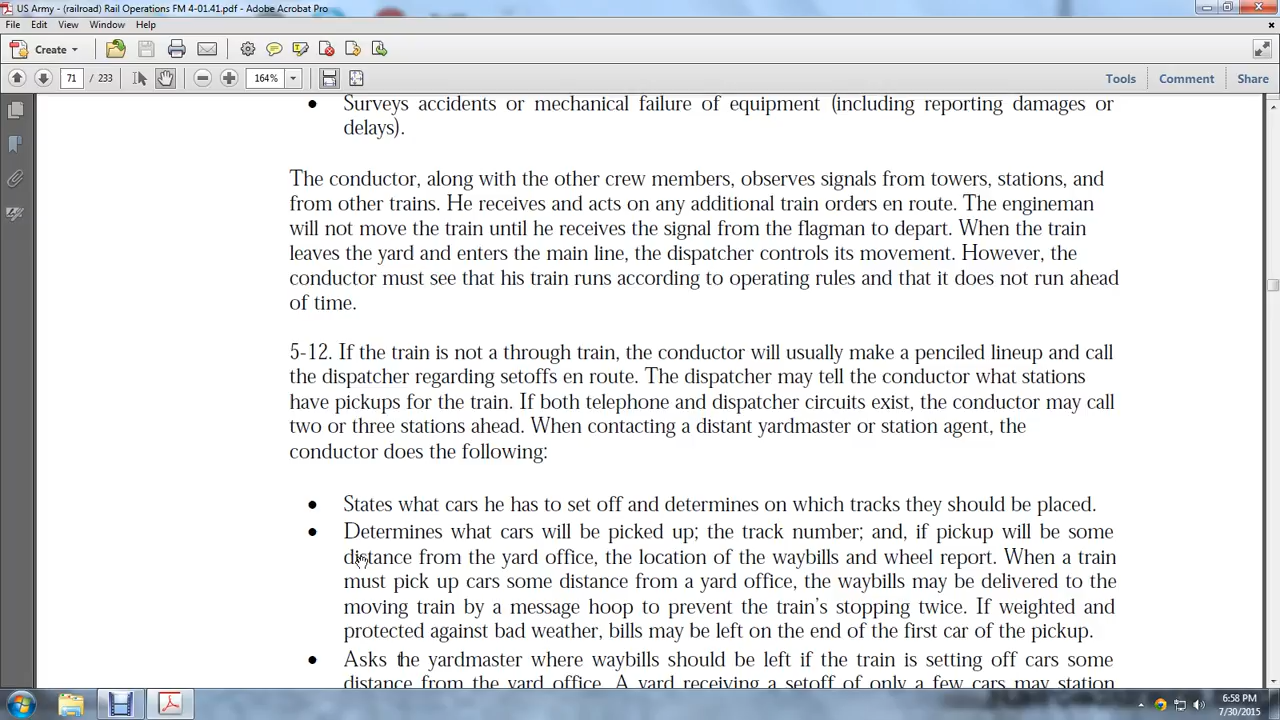 US Army - (railroad) Rail Operations FM 4-01.41.pdf - Adobe Acrobat Pro
File Edit View Window Help
Create
71 / 233 164% Tools Comment Share
• Surveys accidents or mechanical failure of equipment (including reporting damages or
delays).
The conductor, along with the other crew members, observes signals from towers, stations, and
from other trains. He receives and acts on any additional train orders en route. The engineman
will not move the train until he receives the signal from the flagman to depart. When the train
leaves the yard and enters the main line, the dispatcher controls its movement. However, the
conductor must see that his train runs according to operating rules and that it does not run ahead
of time.
5-12. If the train is not a through train, the conductor will usually make a penciled lineup and call
the dispatcher regarding setoffs en route. The dispatcher may tell the conductor what stations
have pickups for the train. If both telephone and dispatcher circuits exist, the conductor may call
two or three stations ahead. When contacting a distant yardmaster or station agent, the
conductor does the following:
• States what cars he has to set off and determines on which tracks they should be placed.
• Determines what cars will be picked up; the track number; and, if pickup will be some
distance from the yard office, the location of the waybills and wheel report. When a train
must pick up cars some distance from a yard office, the waybills may be delivered to the
moving train by a message hoop to prevent the train's stopping twice. If weighted and
protected against bad weather, bills may be left on the end of the first car of the pickup.
• Asks the yardmaster where waybills should be left if the train is setting off cars some
distance from the yard office. A yard receiving a setoff of only a few cars may station
6:58 PM
7/30/2015